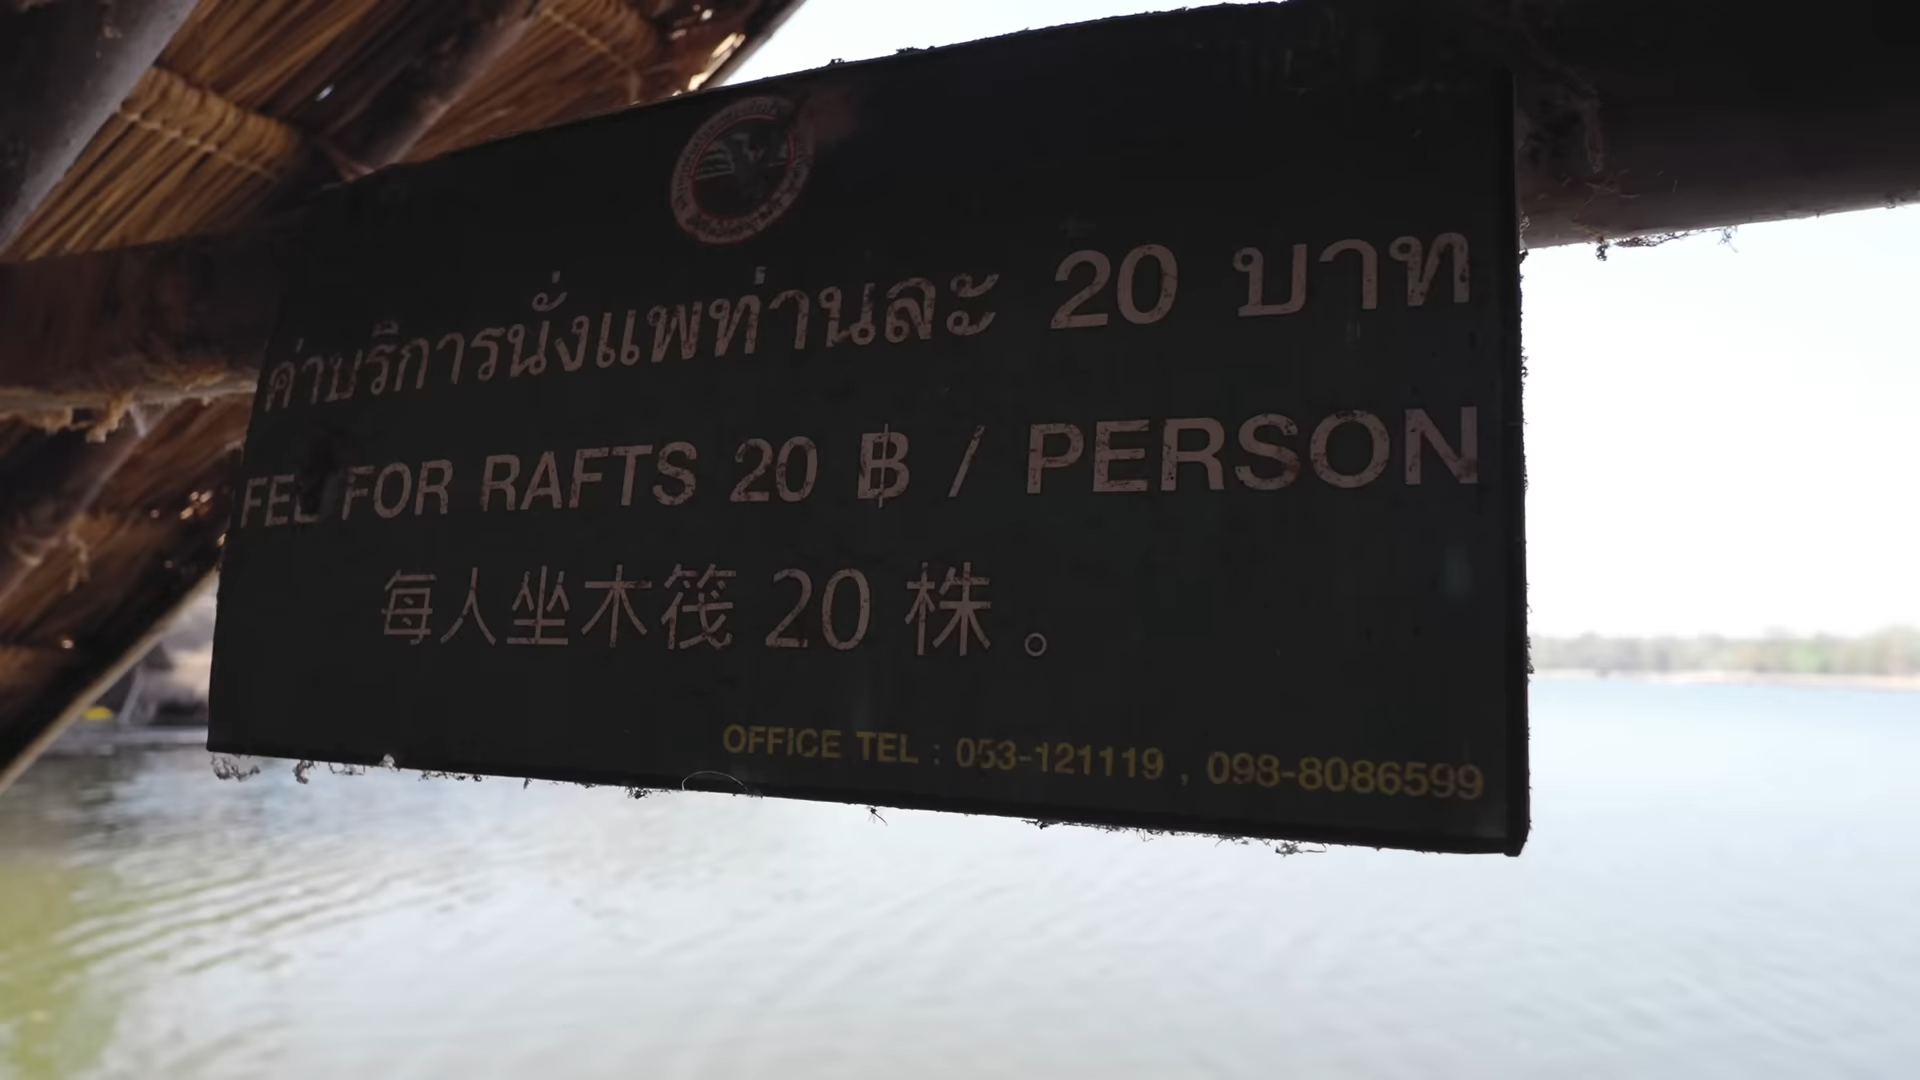 ค่าบริการนั่งแพท่านละ 20 บาท
FEE FOR RAFTS 20 ฿ / PERSON
每人坐木筏 20 株。
OFFICE TEL : 053-121119 , 098-8086599